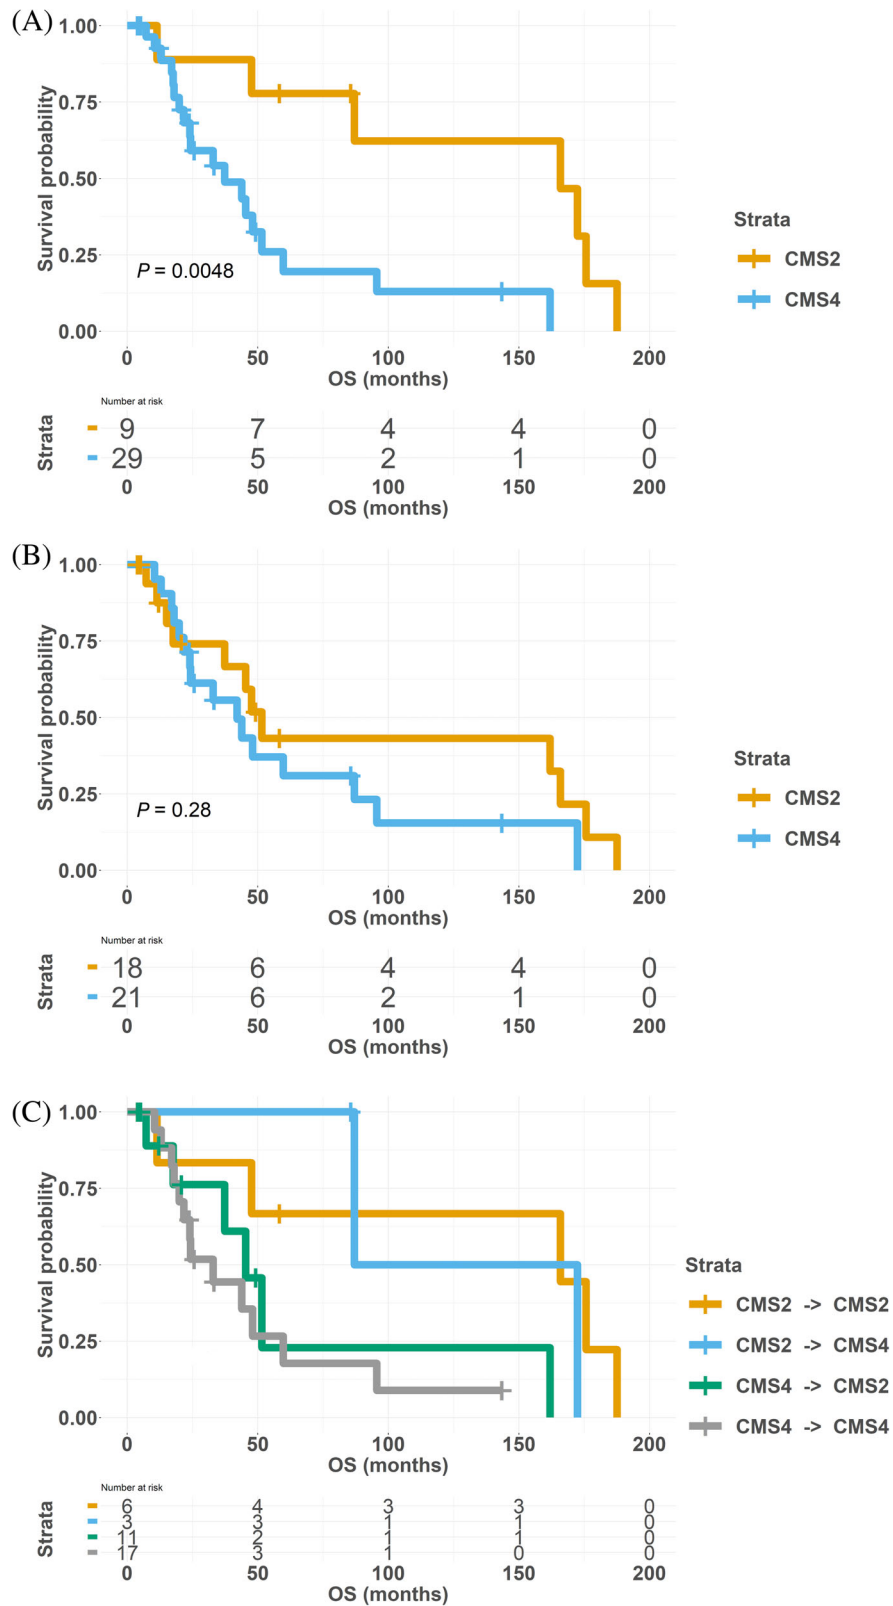 (A)
Survival probability
1.00
0.75
0.50
0.25
0.00
P = 0.0048
0 50 100 150 200
OS (months)
Strata
CMS2
CMS4
Number at risk
Strata
9 7 4 4 0
29 5 2 1 0
0 50 100 150 200
OS (months)
(B)
Survival probability
1.00
0.75
0.50
0.25
0.00
P = 0.28
0 50 100 150 200
OS (months)
Strata
CMS2
CMS4
Number at risk
Strata
18 6 4 4 0
21 6 2 1 0
0 50 100 150 200
OS (months)
(C)
Survival probability
1.00
0.75
0.50
0.25
0.00
0 50 100 150 200
OS (months)
Strata
CMS2 -> CMS2
CMS2 -> CMS4
CMS4 -> CMS2
CMS4 -> CMS4
Number at risk
Strata
6 4 3 3 0
3 3 1 1 0
11 2 1 1 0
17 3 1 0 0
0 50 100 150 200
OS (months)